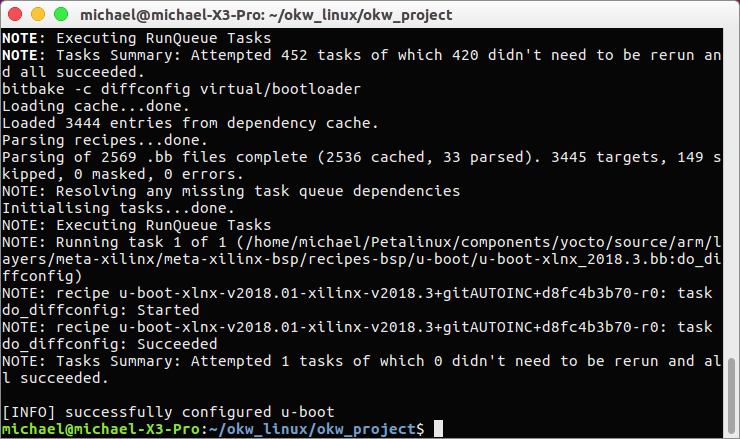 michael@michael-X3-Pro: ~/okw_linux/okw_project
NOTE: Executing RunQueue Tasks
NOTE: Tasks Summary: Attempted 452 tasks of which 420 didn't need to be rerun an
d all succeeded.
bitbake -c diffconfig virtual/bootloader
Loading cache...done.
Loaded 3444 entries from dependency cache.
Parsing recipes...done.
Parsing of 2569 .bb files complete (2536 cached, 33 parsed). 3445 targets, 149 s
kipped, 0 masked, 0 errors.
NOTE: Resolving any missing task queue dependencies
Initialising tasks...done.
NOTE: Executing RunQueue Tasks
NOTE: Running task 1 of 1 (/home/michael/Petalinux/components/yocto/source/arm/l
ayers/meta-xilinx/meta-xilinx-bsp/recipes-bsp/u-boot/u-boot-xlnx_2018.3.bb:do_di
ffconfig)
NOTE: recipe u-boot-xlnx-v2018.01-xilinx-v2018.3+gitAUTOINC+d8fc4b3b70-r0: task
do_diffconfig: Started
NOTE: recipe u-boot-xlnx-v2018.01-xilinx-v2018.3+gitAUTOINC+d8fc4b3b70-r0: task
do_diffconfig: Succeeded
NOTE: Tasks Summary: Attempted 1 tasks of which 0 didn't need to be rerun and al
l succeeded.
[INFO] successfully configured u-boot
michael@michael-X3-Pro:~/okw_linux/okw_project$